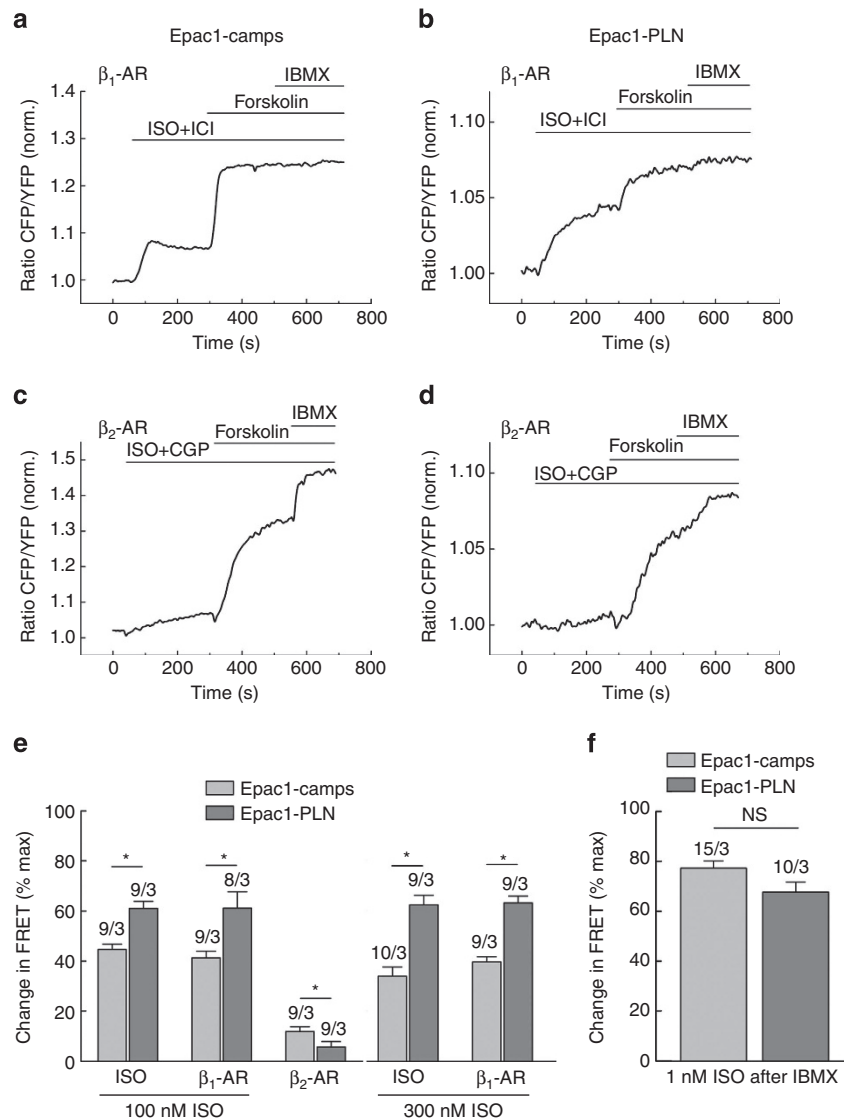 a
Epac1-camps
β1-AR
IBMX
Forskolin
ISO+ICI
Ratio CFP/YFP (norm.)
1.4
1.3
1.2
1.1
1.0
0 200 400 600 800
Time (s)
b
Epac1-PLN
β1-AR
IBMX
Forskolin
ISO+ICI
Ratio CFP/YFP (norm.)
1.10
1.05
1.00
0 200 400 600 800
Time (s)
c
β2-AR
IBMX
Forskolin
ISO+CGP
Ratio CFP/YFP (norm.)
1.5
1.4
1.3
1.2
1.1
1.0
0 200 400 600 800
Time (s)
d
β2-AR
IBMX
Forskolin
ISO+CGP
Ratio CFP/YFP (norm.)
1.10
1.05
1.00
0 200 400 600 800
Time (s)
e
Epac1-camps
Epac1-PLN
Change in FRET (% max)
100
80
60
40
20
0
* * * * *
9/3 9/3 9/3 8/3 9/3 9/3 10/3 9/3 9/3 9/3
ISO β1-AR β2-AR ISO β1-AR
100 nM ISO 300 nM ISO
f
Epac1-camps
Epac1-PLN
Change in FRET (% max)
100
80
60
40
20
0
NS
15/3 10/3
1 nM ISO after IBMX